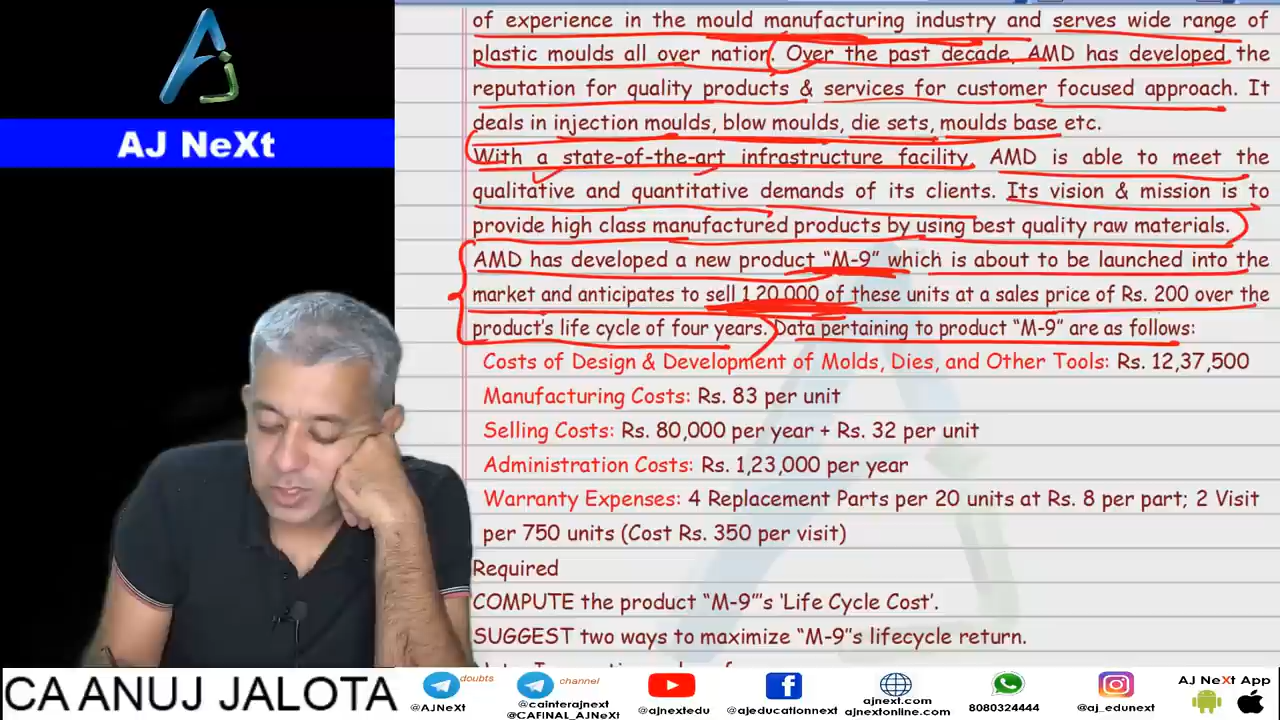 of experience in the mould manufacturing industry and serves wide range of
AJ NeXt
plastic moulds all over nation. Over the past decade, AMD has developed the
reputation for quality products & services for customer focused approach. It
deals in injection moulds, blow moulds, die sets, moulds base etc.
With a state-of-the-art infrastructure facility, AMD is able to meet the
qualitative and quantitative demands of its clients. Its vision & mission is to
provide high class manufactured products by using best quality raw materials.
AMD has developed a new product "M-9" which is about to be launched into the
market and anticipates to sell 1,20,000 of these units at a sales price of Rs. 200 over the
product's life cycle of four years. Data pertaining to product "M-9" are as follows:
Costs of Design & Development of Molds, Dies, and Other Tools: Rs. 12,37,500
Manufacturing Costs: Rs. 83 per unit
Selling Costs: Rs. 80,000 per year + Rs. 32 per unit
Administration Costs: Rs. 1,23,000 per year
Warranty Expenses: 4 Replacement Parts per 20 units at Rs. 8 per part; 2 Visit
per 750 units (Cost Rs. 350 per visit)
Required
COMPUTE the product "M-9"'s 'Life Cycle Cost'.
SUGGEST two ways to maximize "M-9"s lifecycle return.
CA ANUJ JALOTA
doubts
@AJNeXt
channel
@cainterajnext
@CAFINAL_AJNeXt
@ajnextedu
@ajeducationnext
ajnext.com
ajnextonline.com
8080324444
@aj_edunext
AJ NeXt App